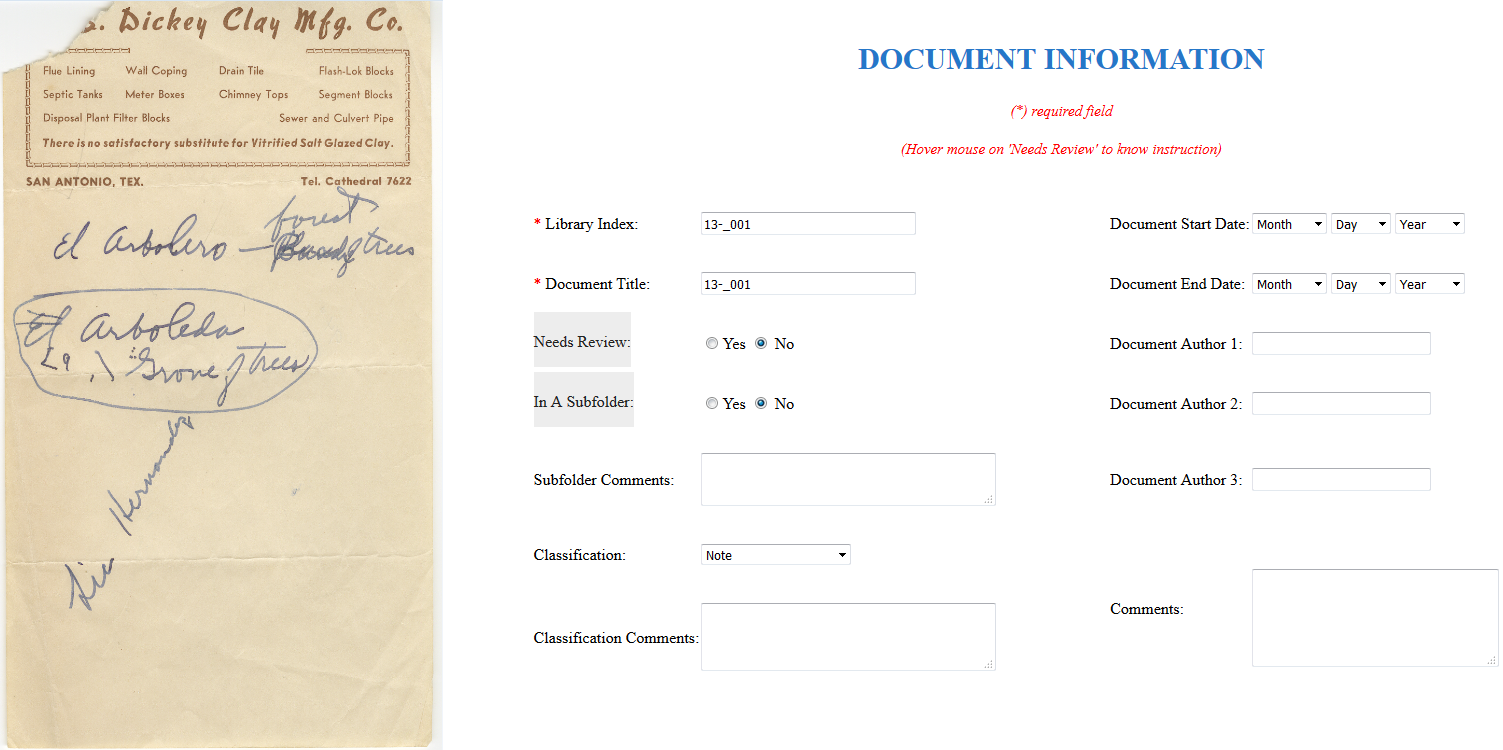 S. Dickey Clay Mfg. Co.
Flue Lining Wall Coping Drain Tile Flash-Lok Blocks
Septic Tanks Meter Boxes Chimney Tops Segment Blocks
Disposal Plant Filter Blocks Sewer and Culvert Pipe
There is no satisfactory substitute for Vitrified Salt Glazed Clay.
SAN ANTONIO, TEX. Tel. Cathedral 7622
forest
El Arbolero — trees
El Arboleda
La " Grove of trees
Hernandez
DOCUMENT INFORMATION
(*) required field
(Hover mouse on 'Needs Review' to know instruction)
* Library Index: 13-_001
* Document Title: 13-_001
Needs Review: Yes No
In A Subfolder: Yes No
Subfolder Comments:
Classification: Note
Classification Comments:
Document Start Date: Month Day Year
Document End Date: Month Day Year
Document Author 1:
Document Author 2:
Document Author 3:
Comments: